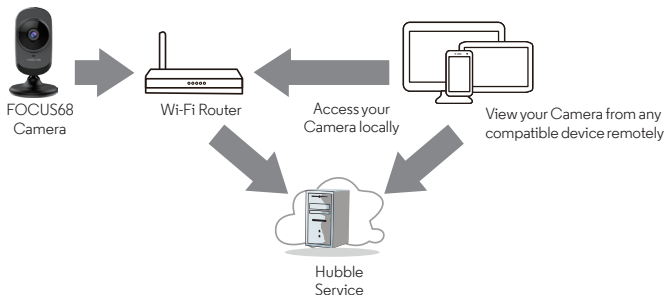 FOCUS68
Camera
Wi-Fi Router
Access your
Camera locally
View your Camera from any
compatible device remotely
Hubble
Service